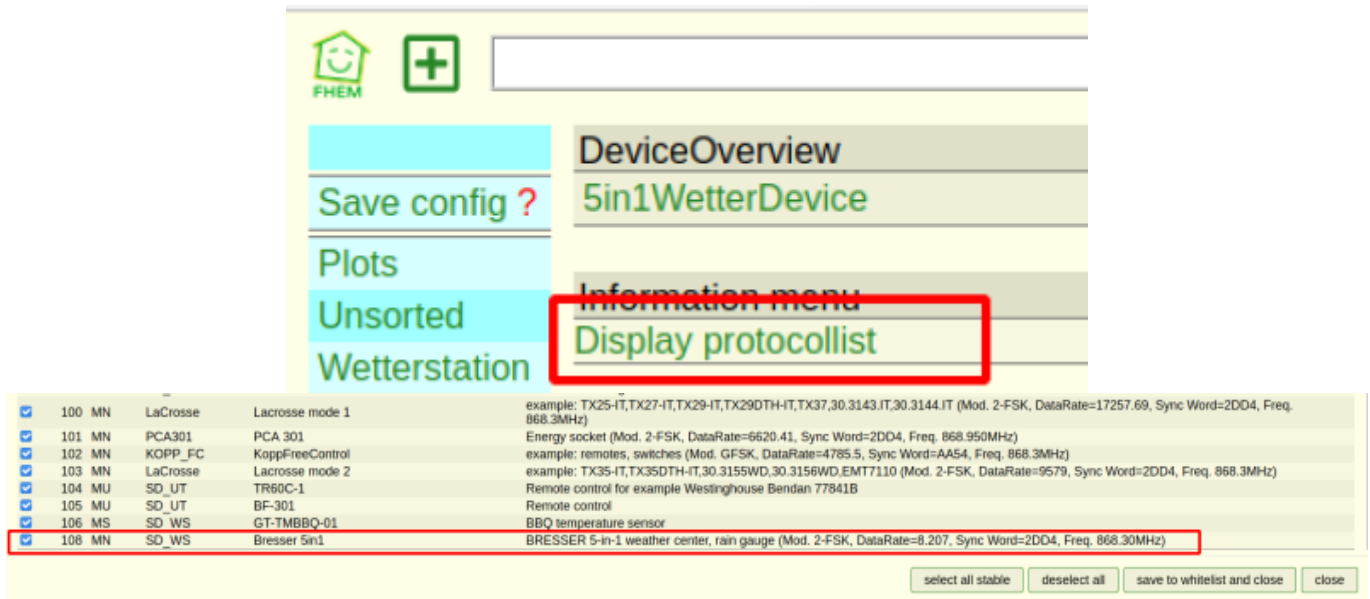 FHEM
DeviceOverview
Save config ?
5in1WetterDevice
Plots
Information menu
Unsorted
Display protocollist
Wetterstation
100 MN LaCrosse Lacrosse mode 1 example: TX25-IT,TX27-IT,TX29-IT,TX29DTH-IT,TX37,30.3143.IT,30.3144.IT (Mod. 2-FSK, DataRate=17257.69, Sync Word=2DD4, Freq.
868.3MHz)
101 MN PCA301 PCA 301 Energy socket (Mod. 2-FSK, DataRate=6620.41, Sync Word=2DD4, Freq. 868.950MHz)
102 MN KOPP_FC KoppFreeControl example: remotes, switches (Mod. GFSK, DataRate=4785.5, Sync Word=AA54, Freq. 868.3MHz)
103 MN LaCrosse Lacrosse mode 2 example: TX35-IT,TX35DTH-IT,30.3155WD,30.3156WD,EMT7110 (Mod. 2-FSK, DataRate=9579, Sync Word=2DD4, Freq. 868.3MHz)
104 MU SD_UT TR60C-1 Remote control for example Westinghouse Bendan 77841B
105 MU SD_UT BF-301 Remote control
106 MS SD_WS GT-TMBBQ-01 BBQ temperature sensor
108 MN SD_WS Bresser 5in1 BRESSER 5-in-1 weather center, rain gauge (Mod. 2-FSK, DataRate=8.207, Sync Word=2DD4, Freq. 868.30MHz)
select all stable deselect all save to whitelist and close close